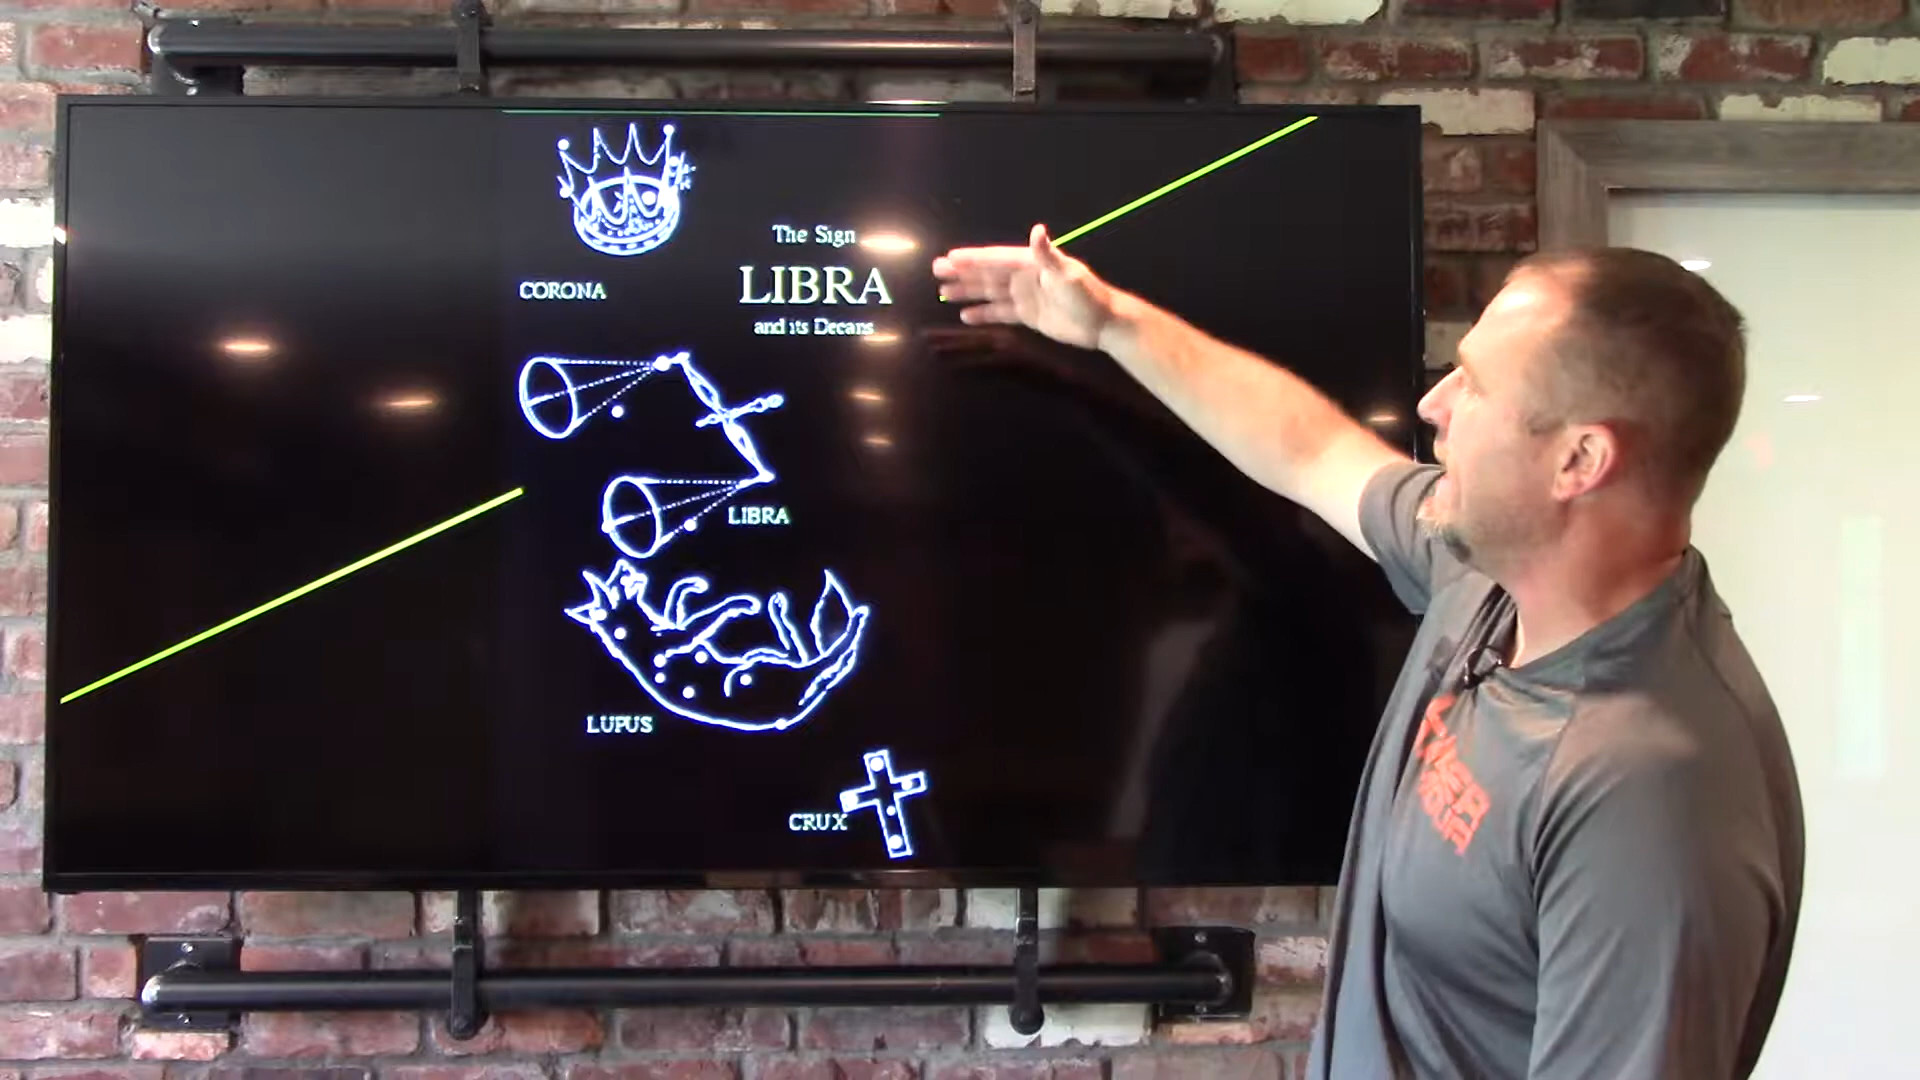 The Sign
CORONA
LIBRA
and its Decans
LIBRA
LUPUS
CRUX